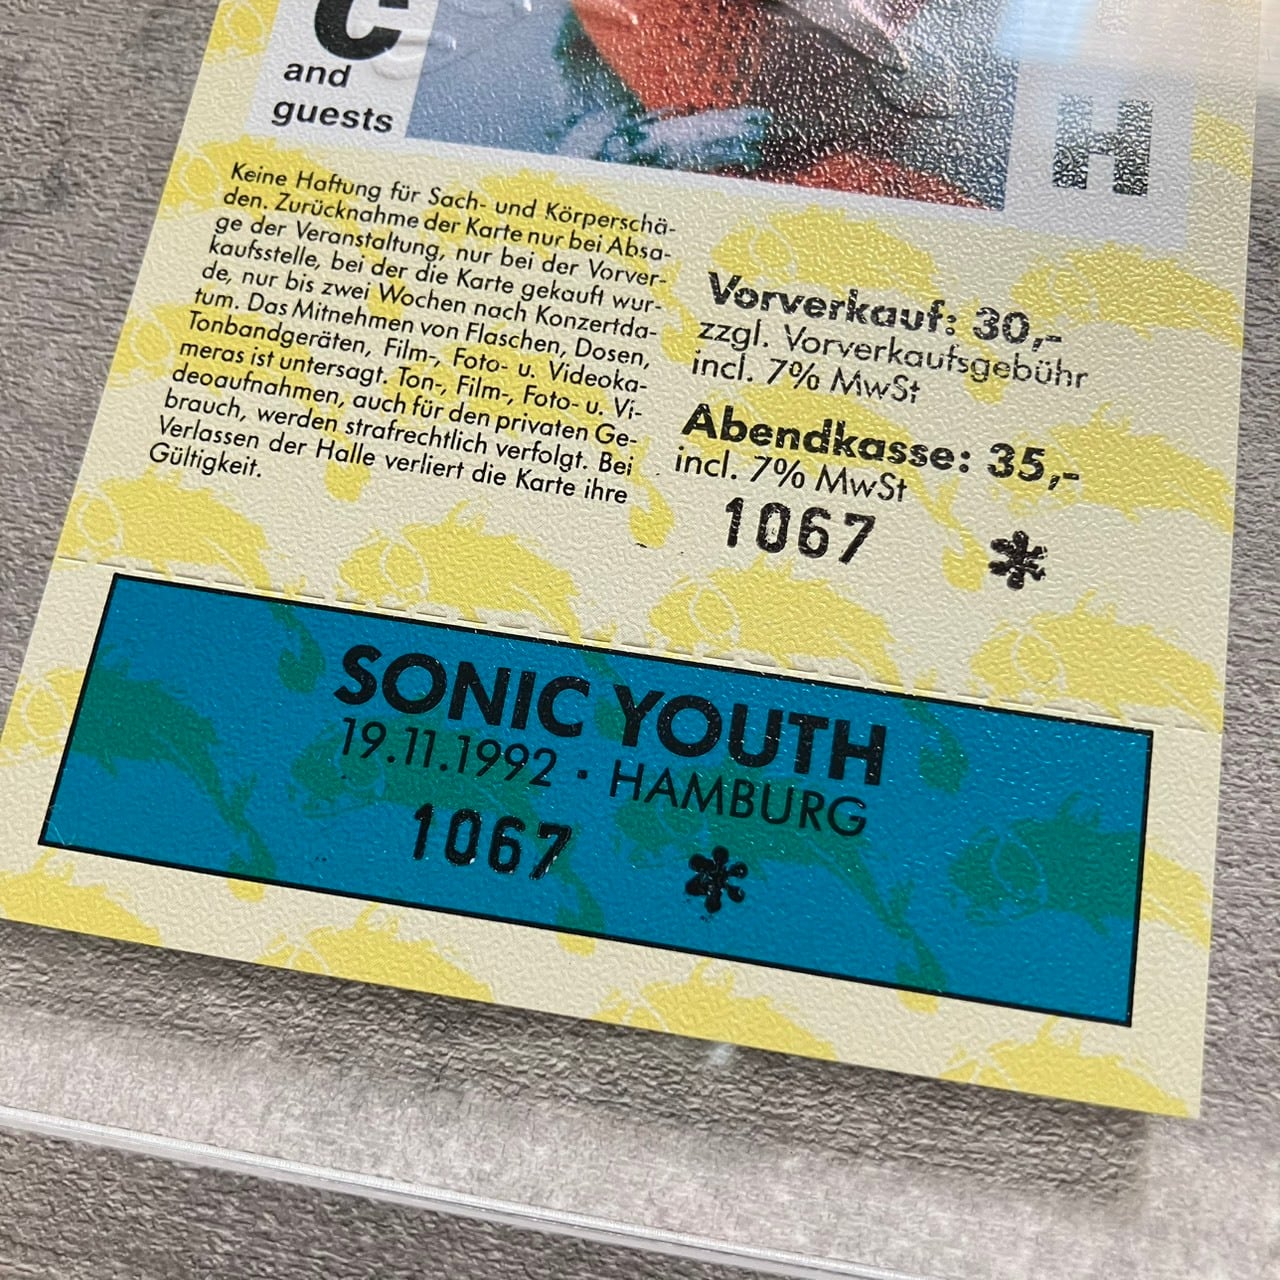 C
and
guests
H
Keine Haftung für Sach- und Körperschä-
den. Zurücknahme der Karte nur bei Absa-
ge der Veranstaltung, nur bei der Vorver-
kaufsstelle, bei der die Karte gekauft wur-
de, nur bis zwei Wochen nach Konzertda-
tum. Das Mitnehmen von Flaschen, Dosen,
Tonbandgeräten, Film-, Foto- u. Videoka-
meras ist untersagt. Ton-, Film-, Foto- u. Vi-
deoaufnahmen, auch für den privaten Ge-
brauch, werden strafrechtlich verfolgt. Bei
Verlassen der Halle verliert die Karte ihre
Gültigkeit.
Vorverkauf: 30,-
zzgl. Vorverkaufsgebühr
incl. 7% MwSt
Abendkasse: 35,-
incl. 7% MwSt
1067 *
SONIC YOUTH
19.11.1992 · HAMBURG
1067 *